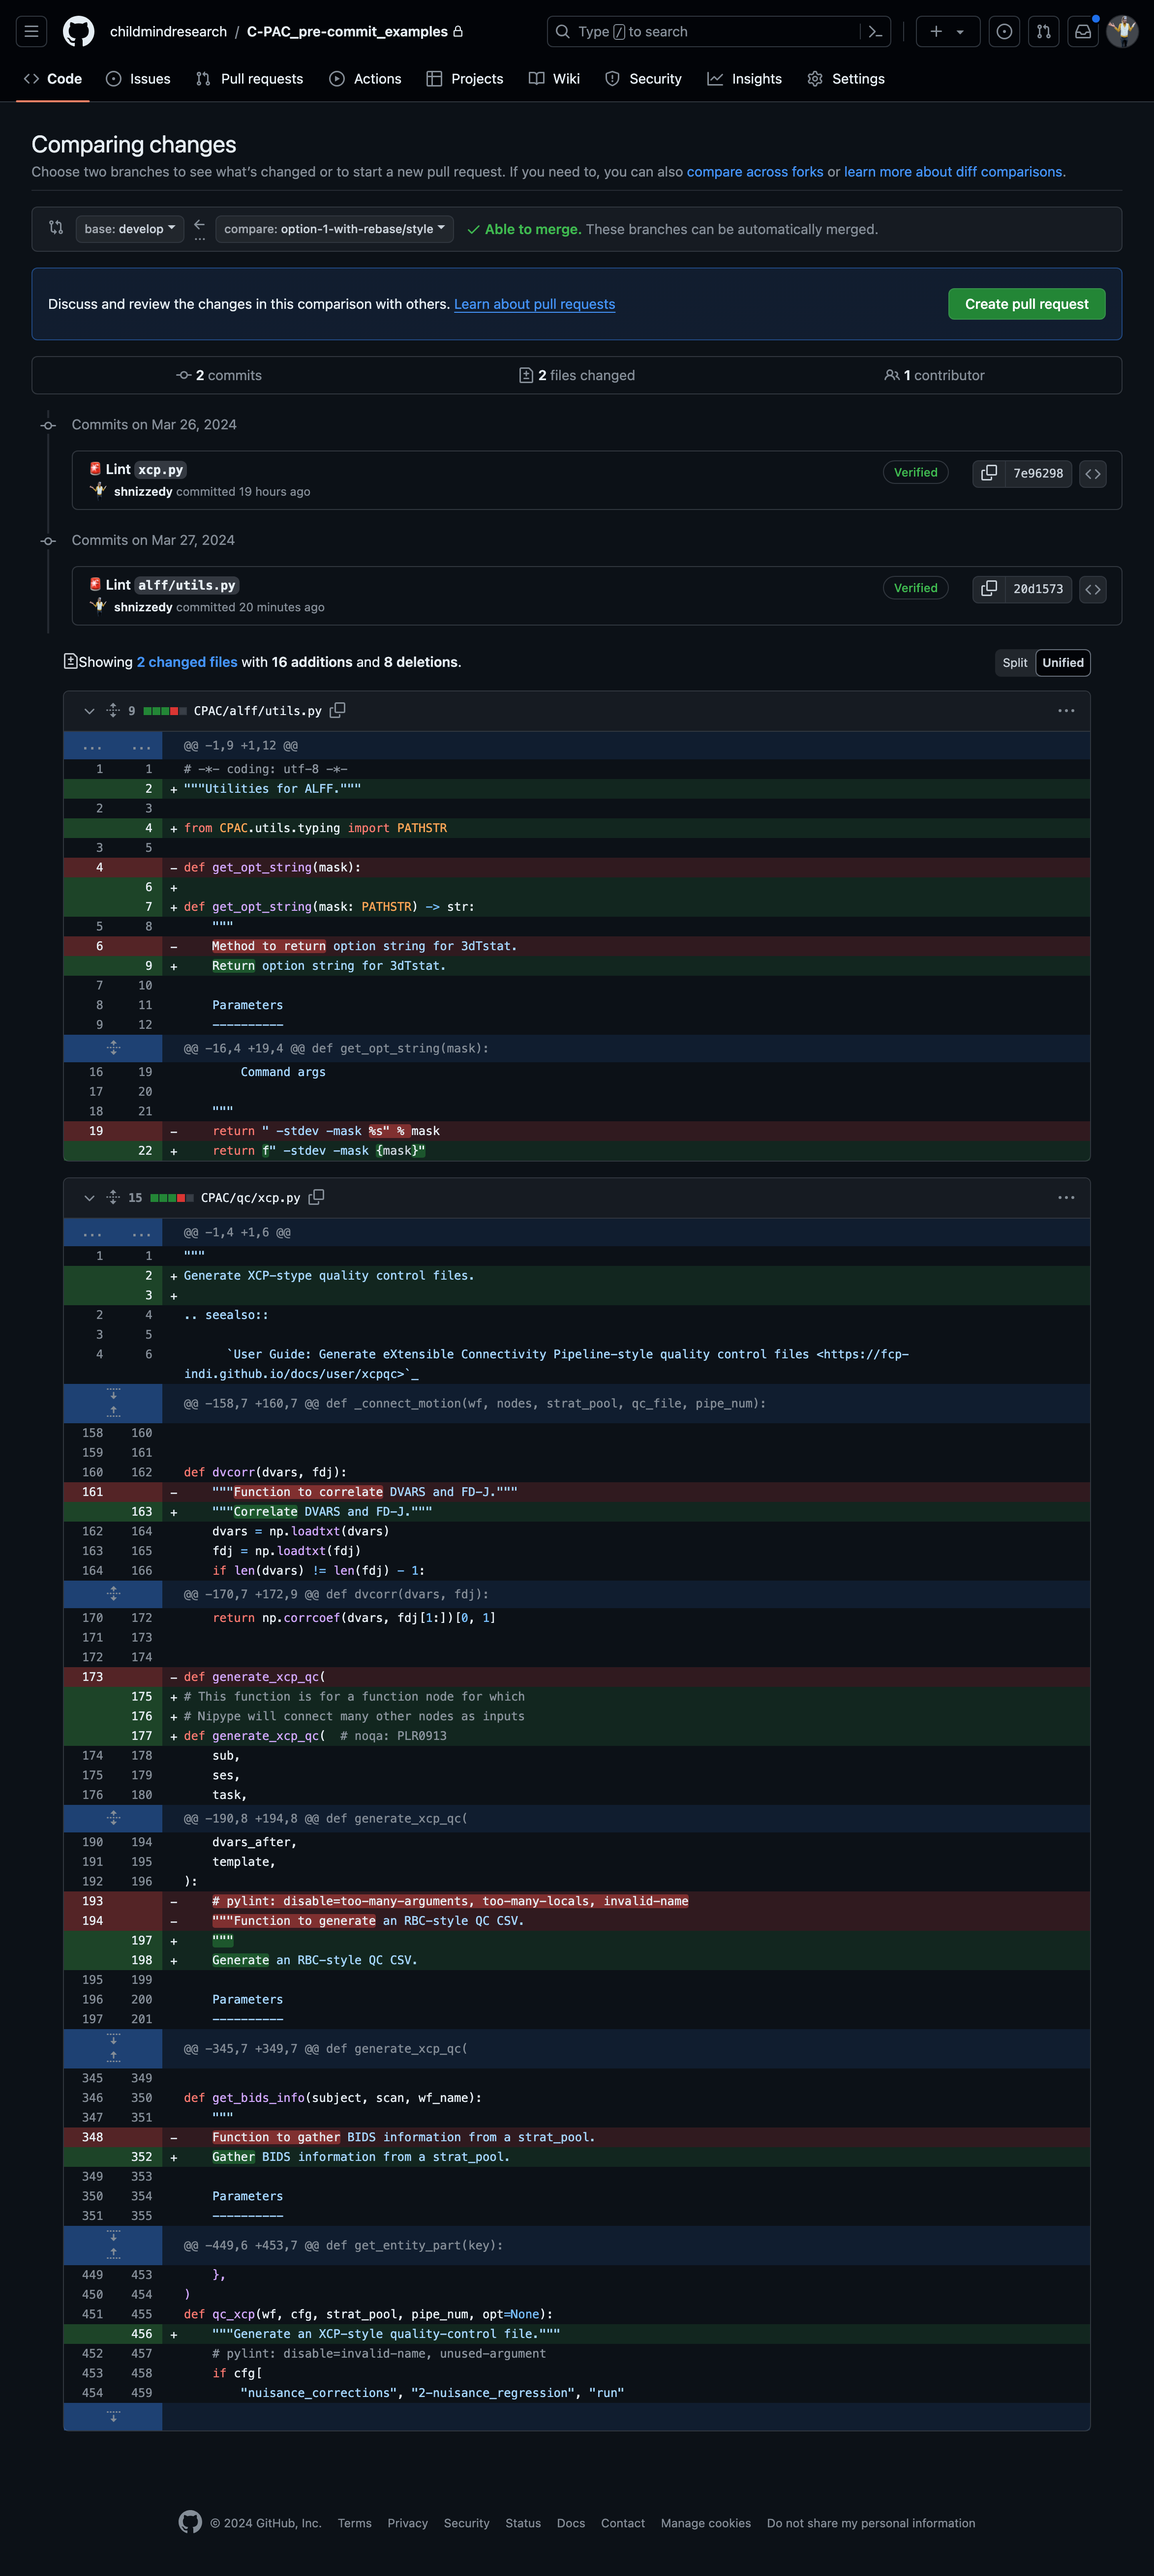 childmindresearch / C-PAC_pre-commit_examples
Type / to search
Code Issues Pull requests Actions Projects Wiki Security Insights Settings
Comparing changes
Choose two branches to see what's changed or to start a new pull request. If you need to, you can also compare across forks or learn more about diff comparisons.
base: develop ← ... compare: option-1-with-rebase/style Able to merge. These branches can be automatically merged.
Discuss and review the changes in this comparison with others. Learn about pull requests
Create pull request
2 commits 2 files changed 1 contributor
Commits on Mar 26, 2024
🚨 Lint xcp.py
shnizzedy committed 19 hours ago
Verified 7e96298
Commits on Mar 27, 2024
🚨 Lint alff/utils.py
shnizzedy committed 20 minutes ago
Verified 20d1573
Showing 2 changed files with 16 additions and 8 deletions.
Split Unified
9 CPAC/alff/utils.py
... ... @@ -1,9 +1,12 @@
1 1 # -*- coding: utf-8 -*-
2 + """Utilities for ALFF."""
2 3
4 + from CPAC.utils.typing import PATHSTR
3 5
4 - def get_opt_string(mask):
6 +
7 + def get_opt_string(mask: PATHSTR) -> str:
5 8 """
6 - Method to return option string for 3dTstat.
9 + Return option string for 3dTstat.
7 10
8 11 Parameters
9 12 ----------
@@ -16,4 +19,4 @@ def get_opt_string(mask):
16 19 Command args
17 20
18 21 """
19 - return " -stdev -mask %s" % mask
22 + return f" -stdev -mask {mask}"
15 CPAC/qc/xcp.py
... ... @@ -1,4 +1,6 @@
1 1 """
2 + Generate XCP-stype quality control files.
3 +
2 4 .. seealso::
3 5
4 6 `User Guide: Generate eXtensible Connectivity Pipeline-style quality control files <https://fcp-
indi.github.io/docs/user/xcpqc>`_
@@ -158,7 +160,7 @@ def _connect_motion(wf, nodes, strat_pool, qc_file, pipe_num):
158 160
159 161
160 162 def dvcorr(dvars, fdj):
161 - """Function to correlate DVARS and FD-J."""
163 + """Correlate DVARS and FD-J."""
162 164 dvars = np.loadtxt(dvars)
163 165 fdj = np.loadtxt(fdj)
164 166 if len(dvars) != len(fdj) - 1:
@@ -170,7 +172,9 @@ def dvcorr(dvars, fdj):
170 172 return np.corrcoef(dvars, fdj[1:])[0, 1]
171 173
172 174
173 - def generate_xcp_qc(
175 + # This function is for a function node for which
176 + # Nipype will connect many other nodes as inputs
177 + def generate_xcp_qc( # noqa: PLR0913
174 178 sub,
175 179 ses,
176 180 task,
@@ -190,8 +194,8 @@ def generate_xcp_qc(
190 194 dvars_after,
191 195 template,
192 196 ):
193 - # pylint: disable=too-many-arguments, too-many-locals, invalid-name
194 - """Function to generate an RBC-style QC CSV.
197 + """
198 + Generate an RBC-style QC CSV.
195 199
196 200 Parameters
197 201 ----------
@@ -345,7 +349,7 @@ def generate_xcp_qc(
345 349
346 350 def get_bids_info(subject, scan, wf_name):
347 351 """
348 - Function to gather BIDS information from a strat_pool.
352 + Gather BIDS information from a strat_pool.
349 353
350 354 Parameters
351 355 ----------
@@ -449,6 +453,7 @@ def get_entity_part(key):
449 453 },
450 454 )
451 455 def qc_xcp(wf, cfg, strat_pool, pipe_num, opt=None):
456 + """Generate an XCP-style quality-control file."""
452 457 # pylint: disable=invalid-name, unused-argument
453 458 if cfg[
454 459 "nuisance_corrections", "2-nuisance_regression", "run"
© 2024 GitHub, Inc. Terms Privacy Security Status Docs Contact Manage cookies Do not share my personal information